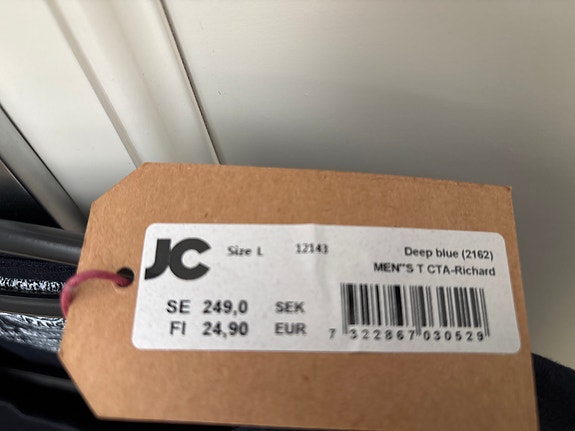 JC Size L 12143 Deep blue (2162)
MEN"S T CTA-Richard
SE 249,0 SEK
FI 24,90 EUR
7 322867 030529